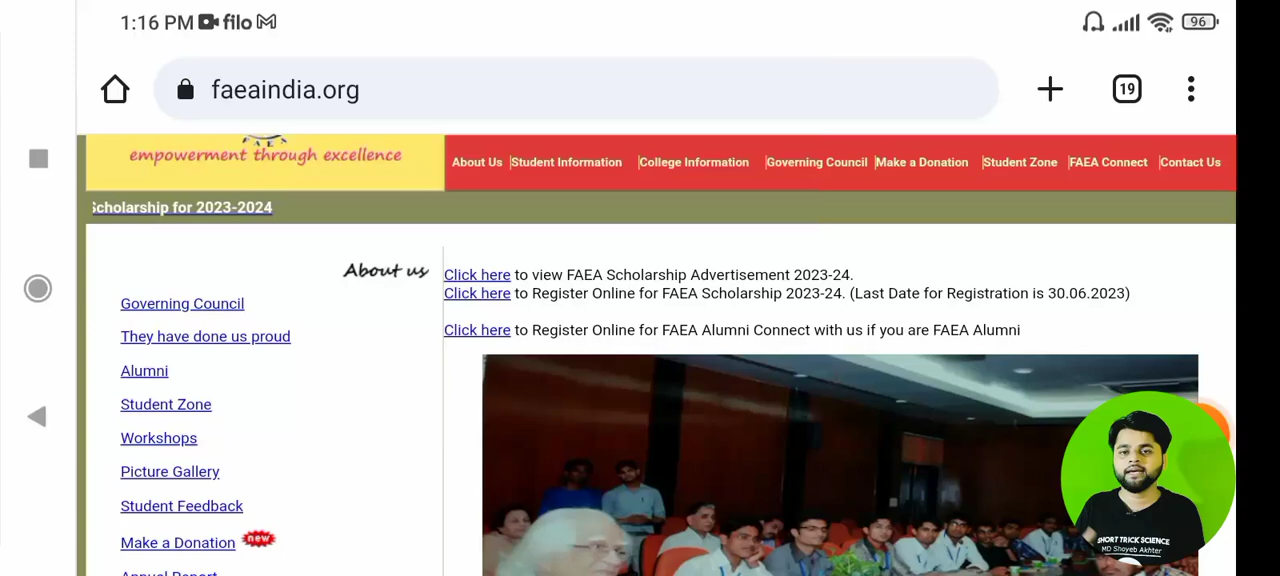 1:16 PM filo
96
faeaindia.org
19
FAEA
empowerment through excellence
About Us Student Information College Information Governing Council Make a Donation Student Zone FAEA Connect Contact Us
Scholarship for 2023-2024
About us
Click here to view FAEA Scholarship Advertisement 2023-24.
Click here to Register Online for FAEA Scholarship 2023-24. (Last Date for Registration is 30.06.2023)
Click here to Register Online for FAEA Alumni Connect with us if you are FAEA Alumni
Governing Council
They have done us proud
Alumni
Student Zone
Workshops
Picture Gallery
Student Feedback
Make a Donation new
Annual Report
SHORT TRICK SCIENCE
MD Shoyeb Akhter